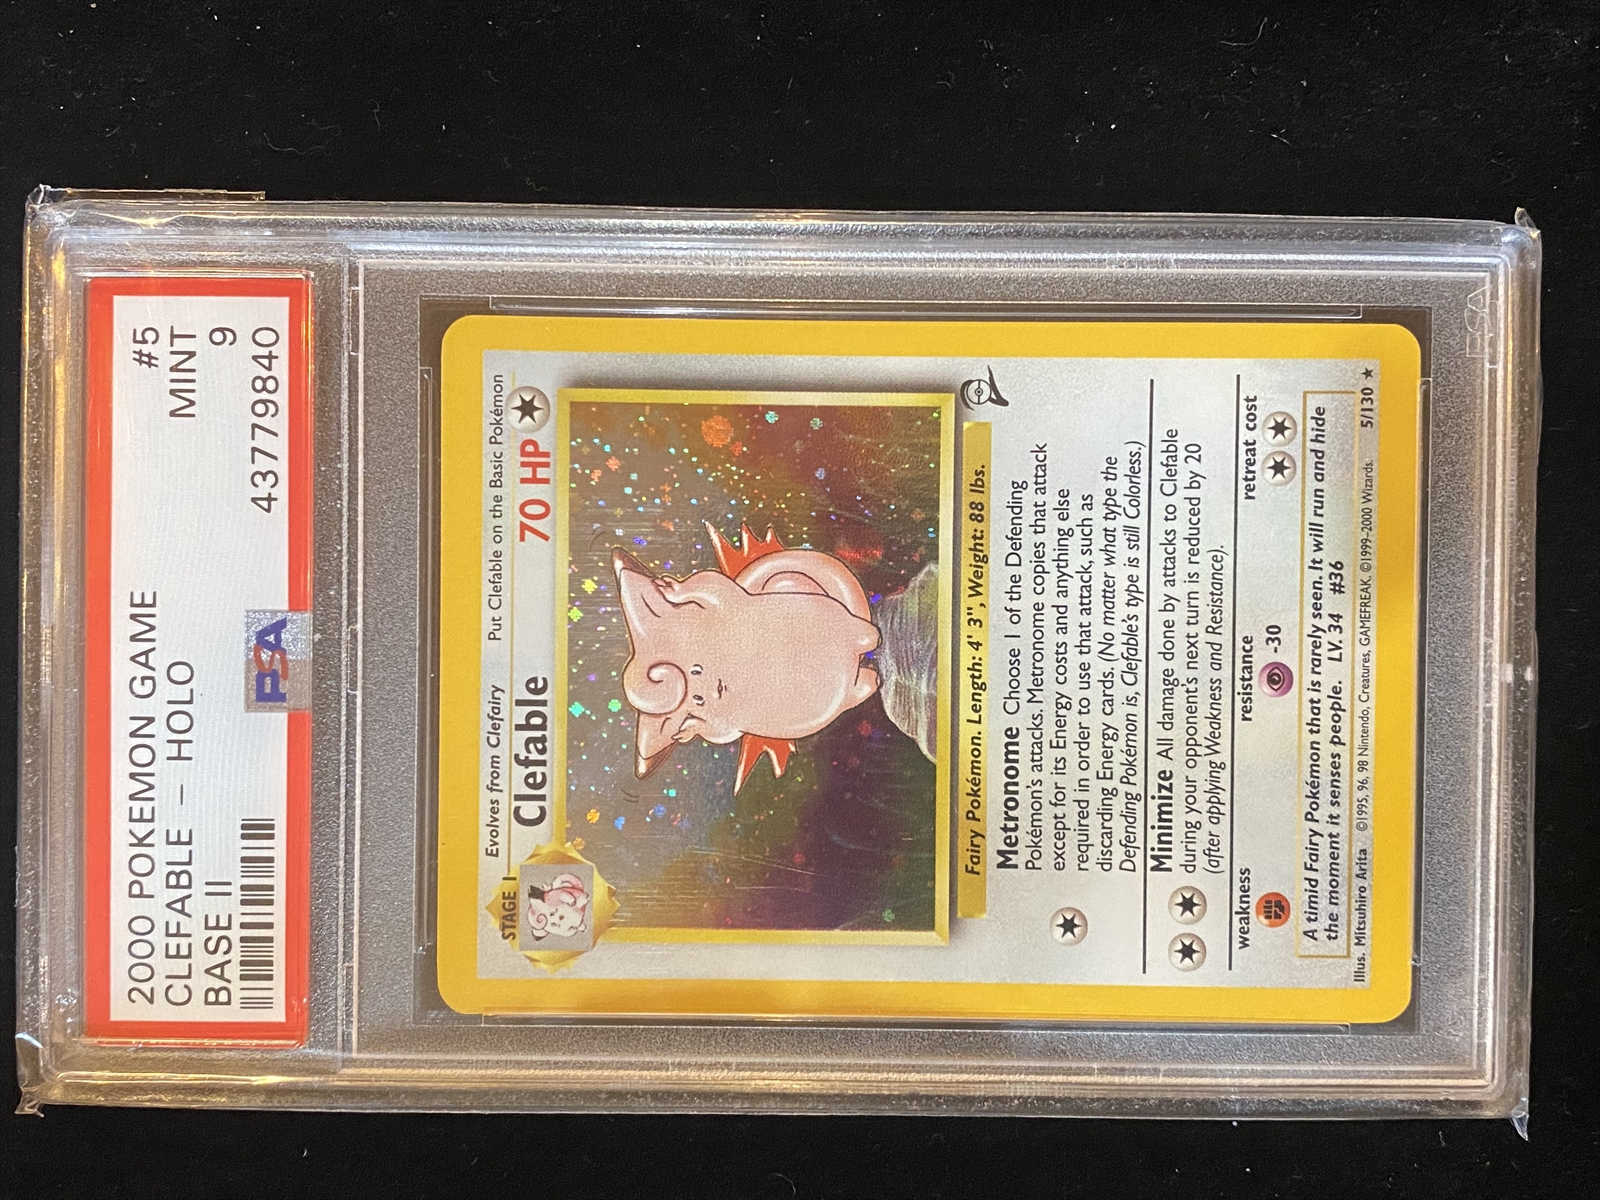 2000 POKEMON GAME #5
CLEFABLE – HOLO MINT
BASE II 9
43779840
PSA
STAGE 1 Evolves from Clefairy Put Clefable on the Basic Pokémon
Clefable 70 HP
Fairy Pokémon. Length: 4' 3", Weight: 88 lbs.
Metronome Choose 1 of the Defending
Pokémon's attacks. Metronome copies that attack
except for its Energy costs and anything else
required in order to use that attack, such as
discarding Energy cards. (No matter what type the
Defending Pokémon is, Clefable's type is still Colorless.)
Minimize All damage done by attacks to Clefable
during your opponent's next turn is reduced by 20
(after applying Weakness and Resistance).
weakness resistance retreat cost
-30
A timid Fairy Pokémon that is rarely seen. It will run and hide
the moment it senses people. LV. 34 #36
Illus. Mitsuhiro Arita ©1995, 96, 98 Nintendo, Creatures, GAMEFREAK. ©1999-2000 Wizards. 5/130 ★
PSA